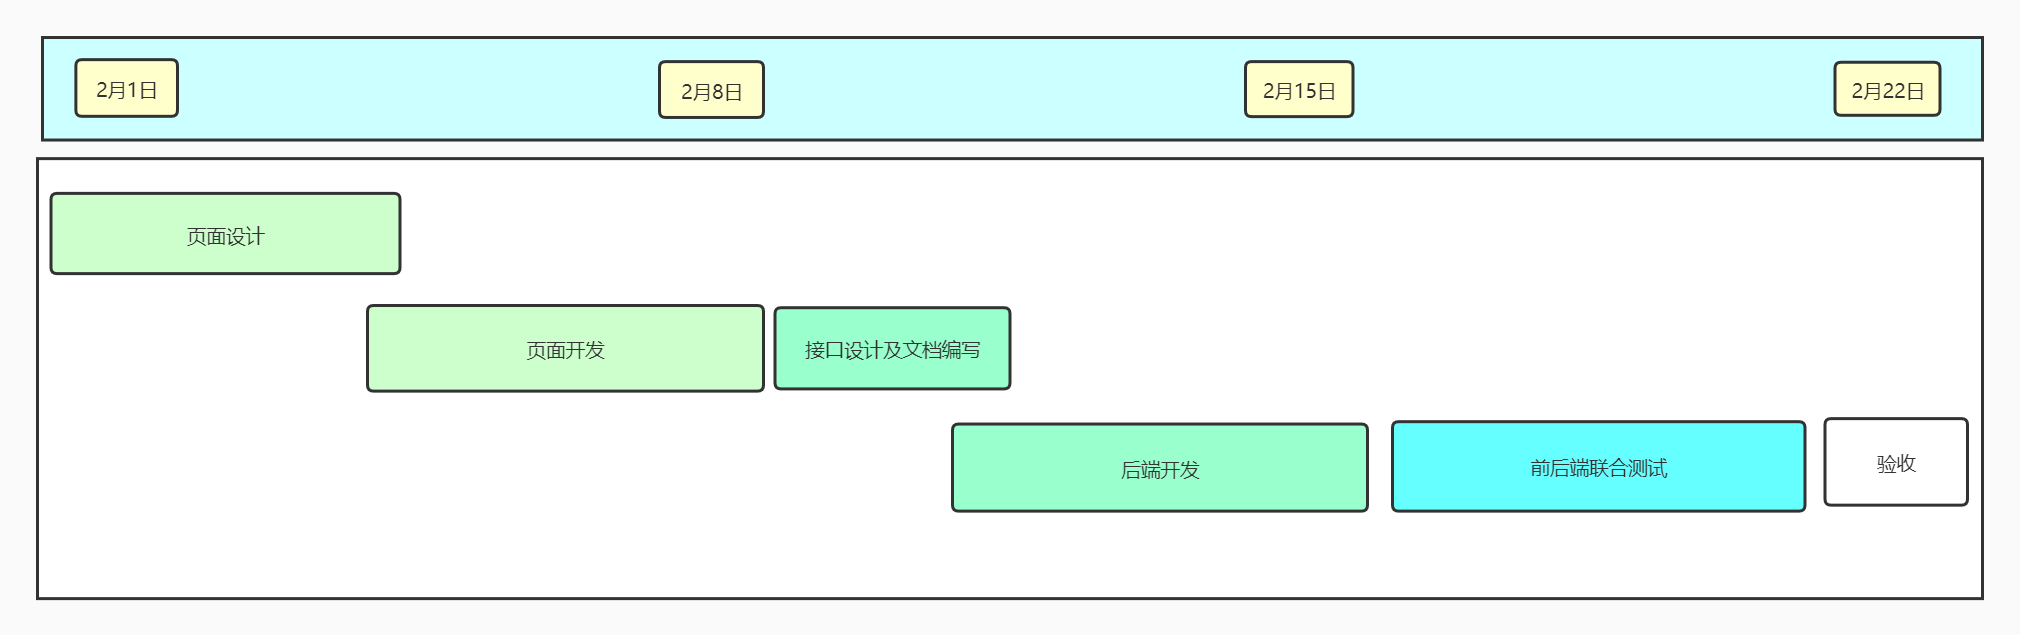 2月1日
2月8日
2月15日
2月22日
页面设计
页面开发
接口设计及文档编写
后端开发
前后端联合测试
验收